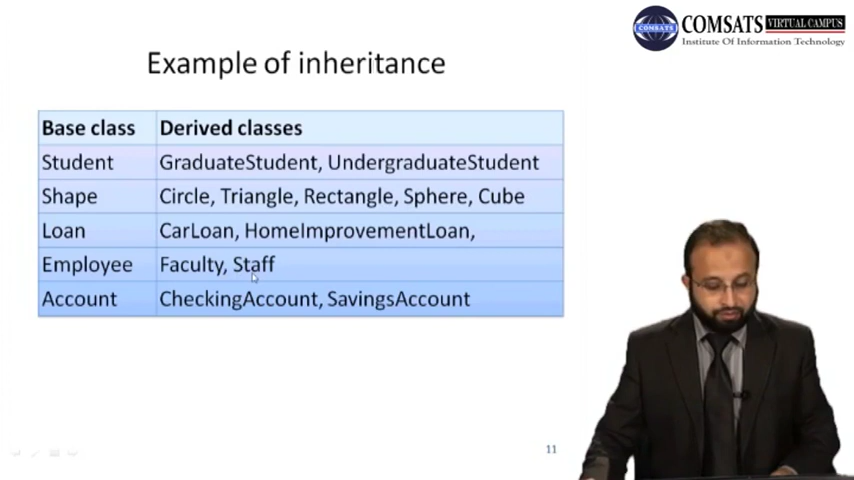 COMSATS VIRTUAL CAMPUS
COMSATS
Institute Of Information Technology
Example of inheritance
Base class Derived classes
Student GraduateStudent, UndergraduateStudent
Shape Circle, Triangle, Rectangle, Sphere, Cube
Loan CarLoan, HomeImprovementLoan,
Employee Faculty, Staff
Account CheckingAccount, SavingsAccount
11